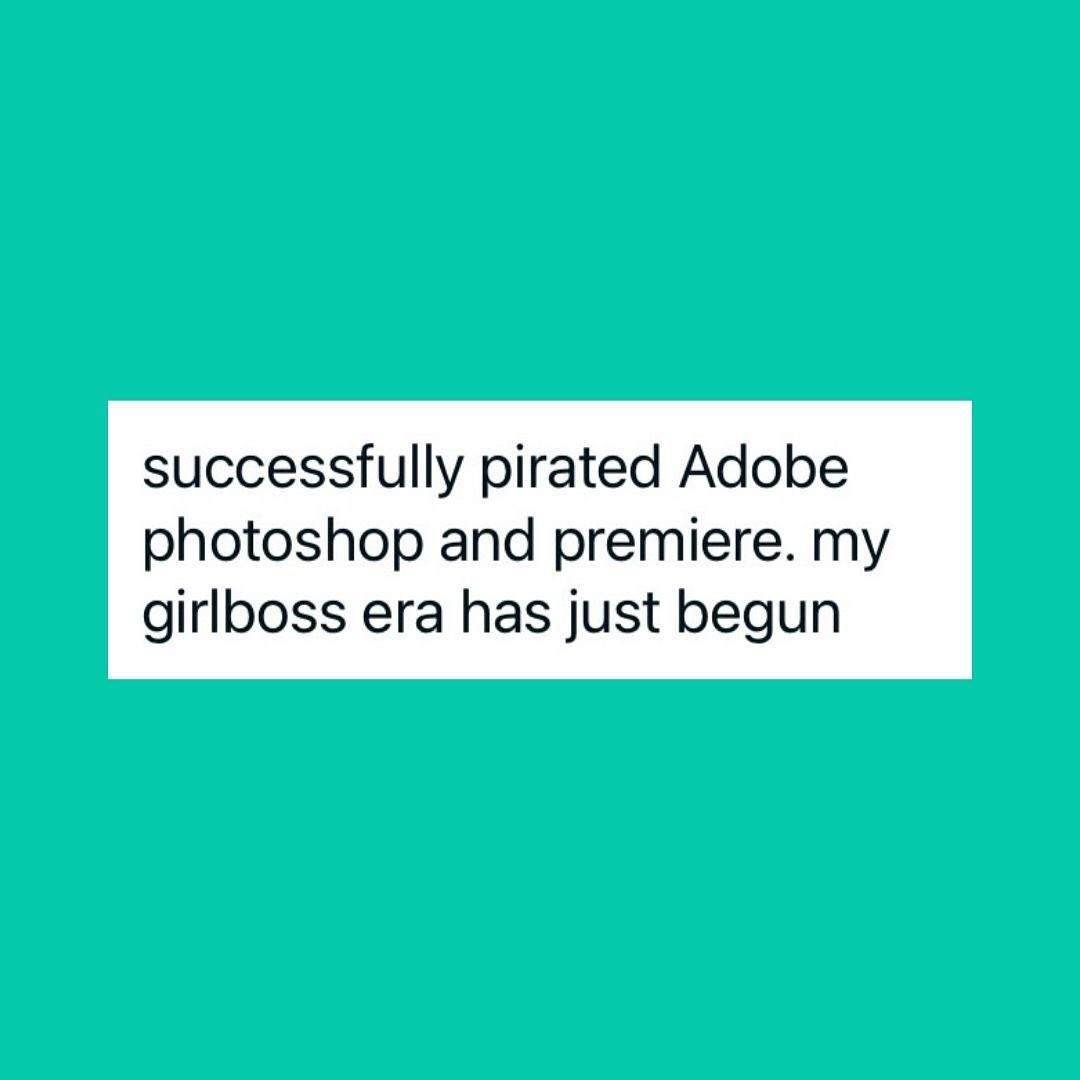 successfully pirated Adobe
photoshop and premiere. my
girlboss era has just begun